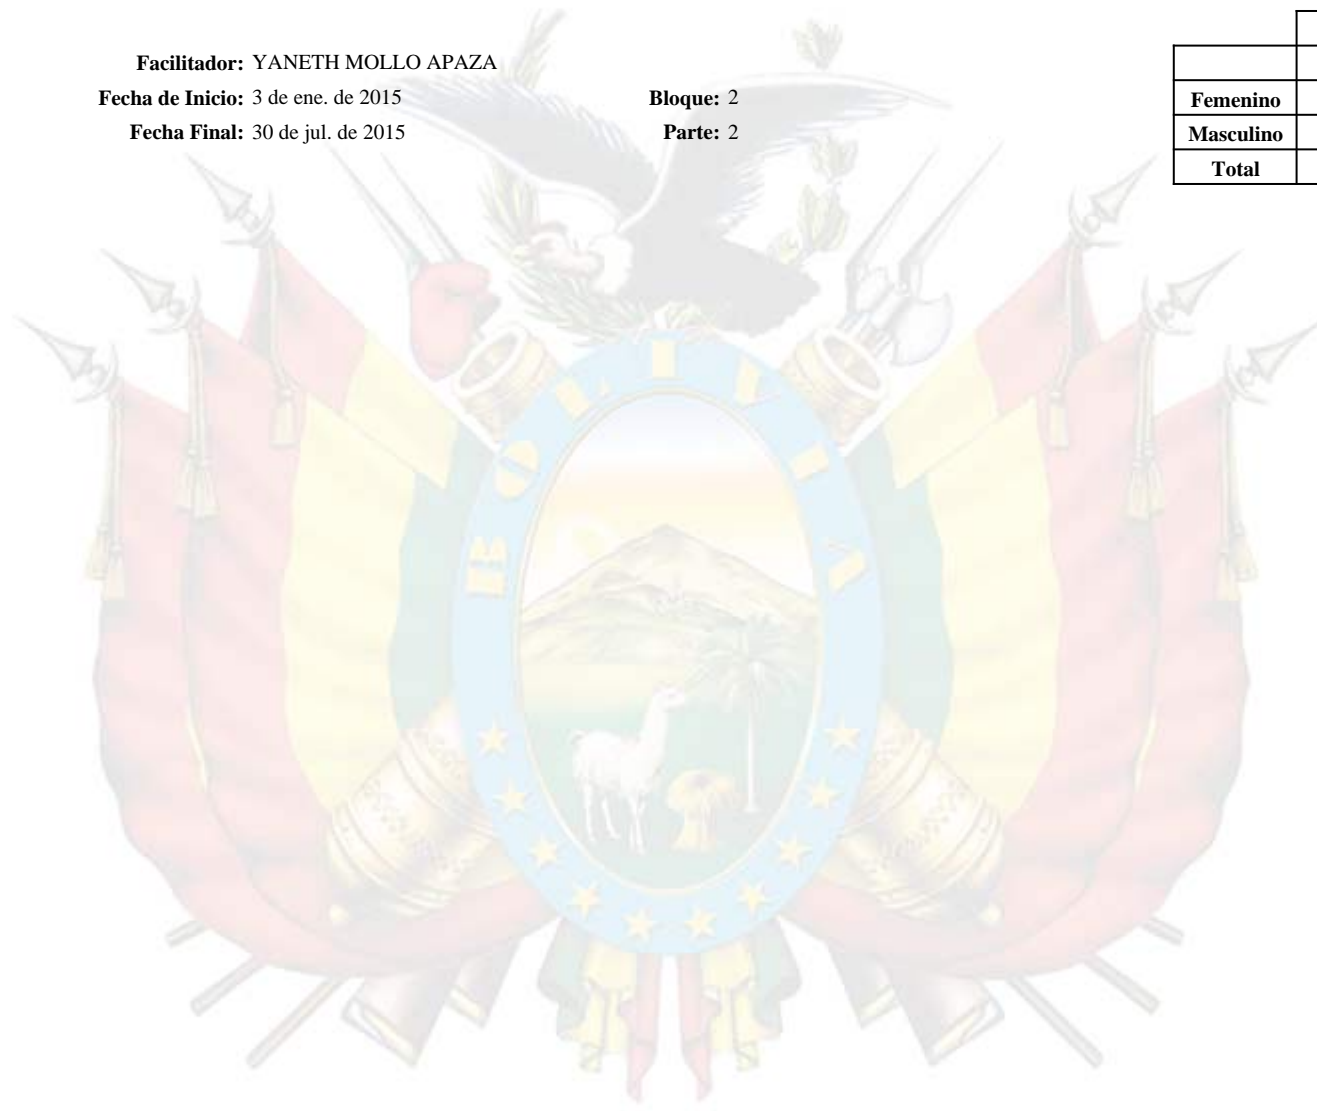 Facilitador: YANETH MOLLO APAZA
Fecha de Inicio: 3 de ene. de 2015 Bloque: 2
Fecha Final: 30 de jul. de 2015 Parte: 2
Femenino
Masculino
Total
BOLIVIA